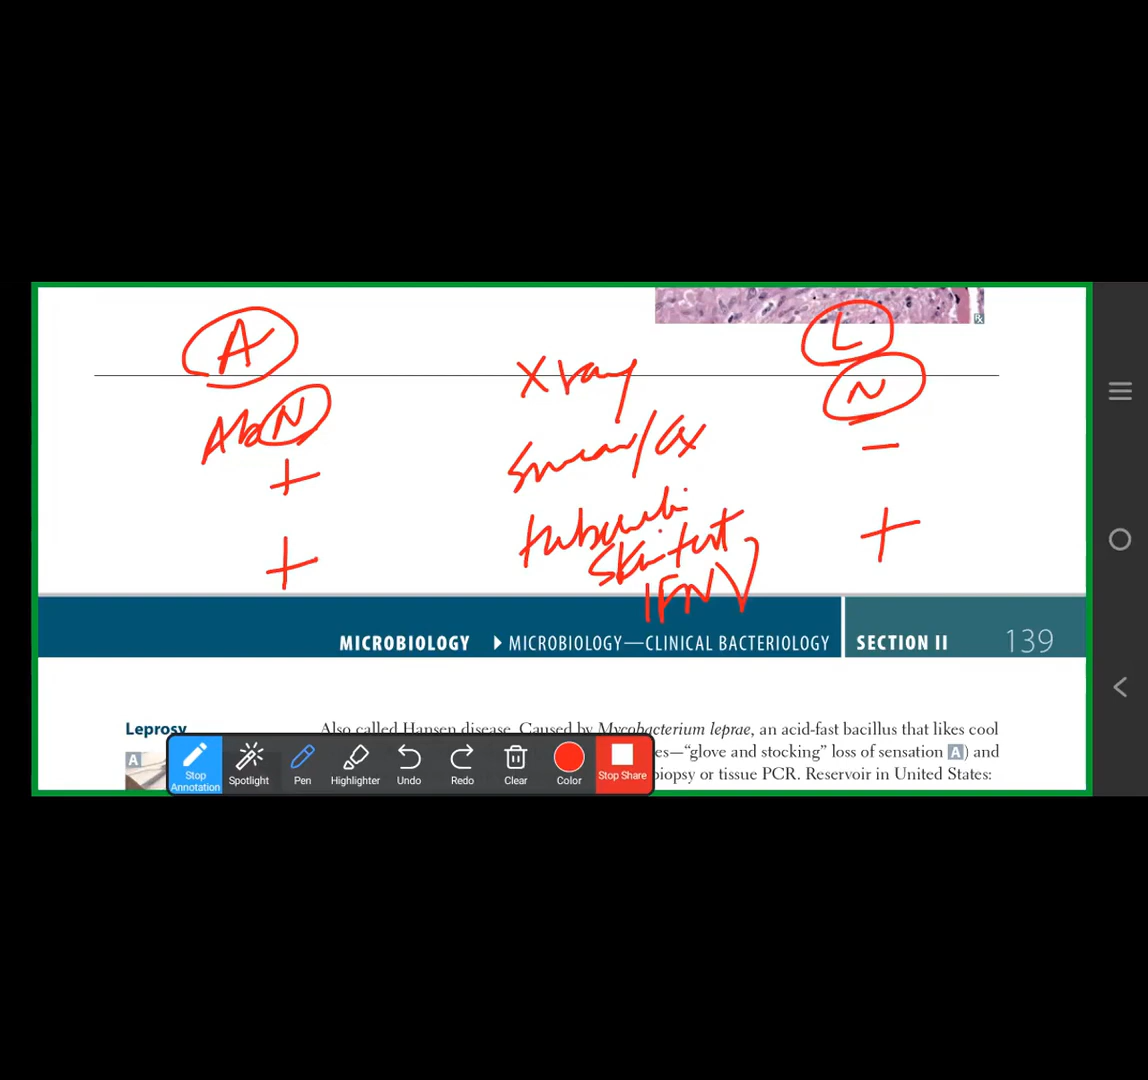 A L
X ray N
AbN
Smear/Cx -
+
tuberculi
skin test +
+
IFN γ
MICROBIOLOGY ▶ MICROBIOLOGY—CLINICAL BACTERIOLOGY SECTION II 139
Leprosy Also called Hansen disease. Caused by Mycobacterium leprae, an acid-fast bacillus that likes cool
A es—“glove and stocking” loss of sensation A) and
biopsy or tissue PCR. Reservoir in United States:
Stop Annotation Spotlight Pen Highlighter Undo Redo Clear Color Stop Share